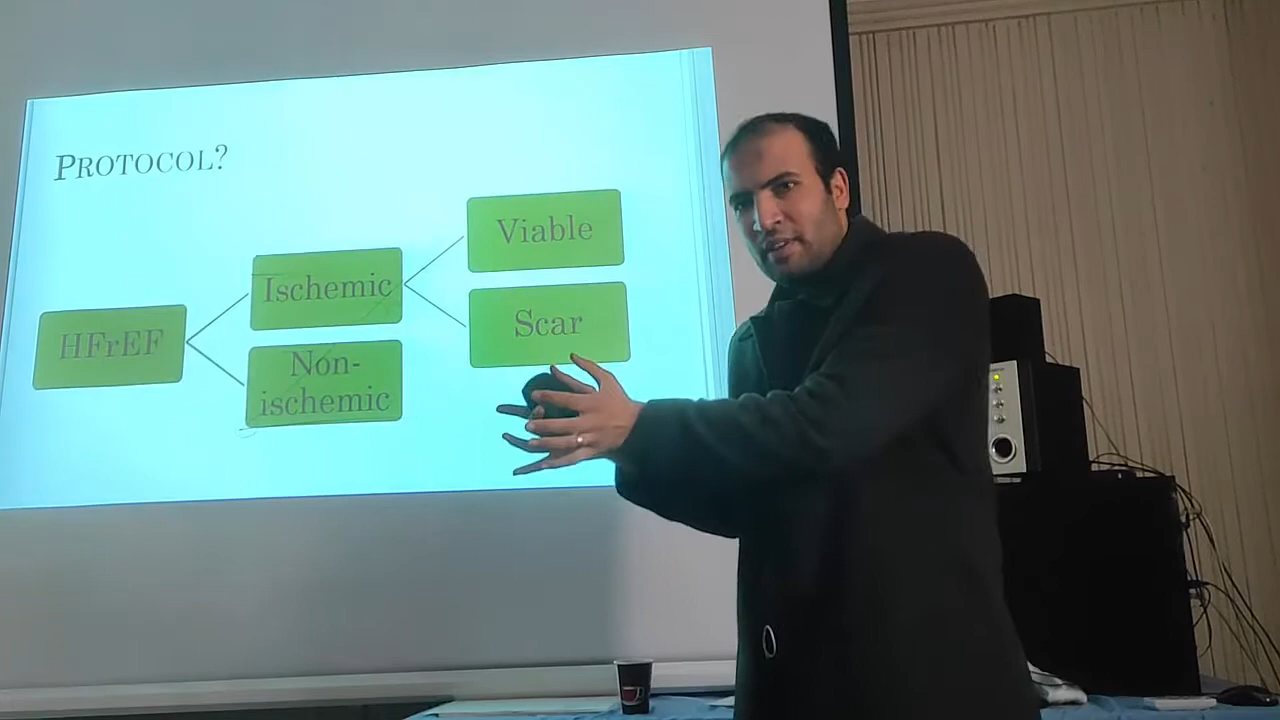 PROTOCOL?
HFrEF
Ischemic
Non-
ischemic
Viable
Scar